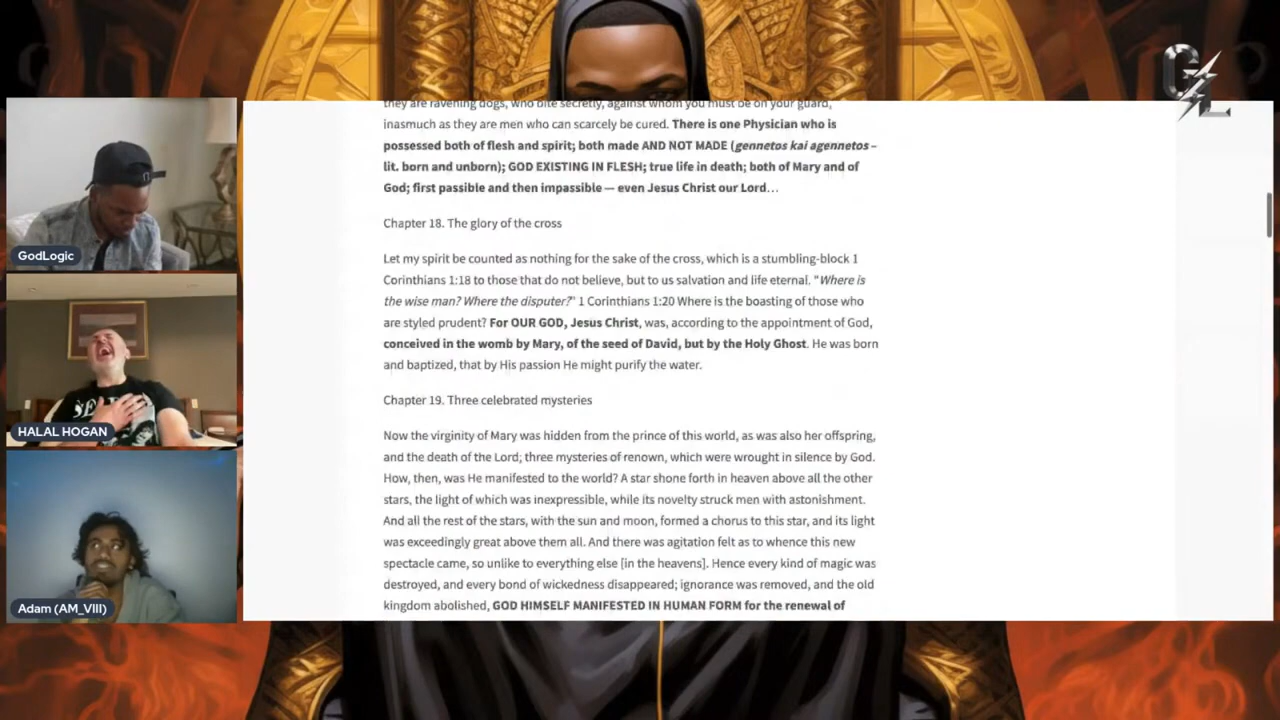 they are ravening dogs, who bite secretly, against whom you must be on your guard,
inasmuch as they are men who can scarcely be cured. There is one Physician who is
possessed both of flesh and spirit; both made AND NOT MADE (gennetos kai agennetos –
lit. born and unborn); GOD EXISTING IN FLESH; true life in death; both of Mary and of
God; first passible and then impassible — even Jesus Christ our Lord…
Chapter 18. The glory of the cross
Let my spirit be counted as nothing for the sake of the cross, which is a stumbling-block 1
Corinthians 1:18 to those that do not believe, but to us salvation and life eternal. "Where is
the wise man? Where the disputer?" 1 Corinthians 1:20 Where is the boasting of those who
are styled prudent? For OUR GOD, Jesus Christ, was, according to the appointment of God,
conceived in the womb by Mary, of the seed of David, but by the Holy Ghost. He was born
and baptized, that by His passion He might purify the water.
Chapter 19. Three celebrated mysteries
Now the virginity of Mary was hidden from the prince of this world, as was also her offspring,
and the death of the Lord; three mysteries of renown, which were wrought in silence by God.
How, then, was He manifested to the world? A star shone forth in heaven above all the other
stars, the light of which was inexpressible, while its novelty struck men with astonishment.
And all the rest of the stars, with the sun and moon, formed a chorus to this star, and its light
was exceedingly great above them all. And there was agitation felt as to whence this new
spectacle came, so unlike to everything else [in the heavens]. Hence every kind of magic was
destroyed, and every bond of wickedness disappeared; ignorance was removed, and the old
kingdom abolished, GOD HIMSELF MANIFESTED IN HUMAN FORM for the renewal of
GodLogic
HALAL HOGAN
Adam (AM_VIII)
GL